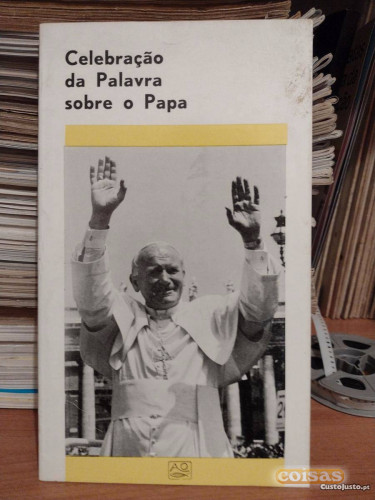 Celebração
da Palavra
sobre o Papa
AO
coisas
CustoJusto.pt